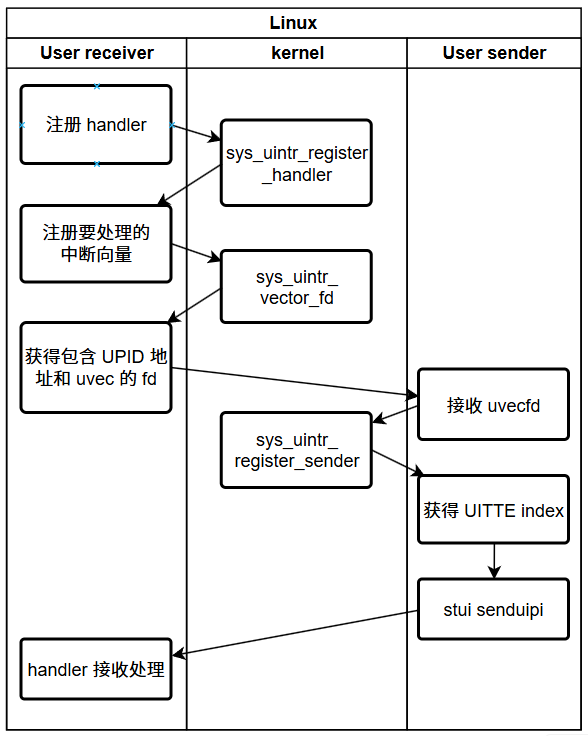 Linux
User receiver
kernel
User sender
注册 handler
sys_uintr_register
_handler
注册要处理的
中断向量
sys_uintr_
vector_fd
获得包含 UPID 地
址和 uvec 的 fd
接收 uvecfd
sys_uintr_
register_sender
获得 UITTE index
stui senduipi
handler 接收处理